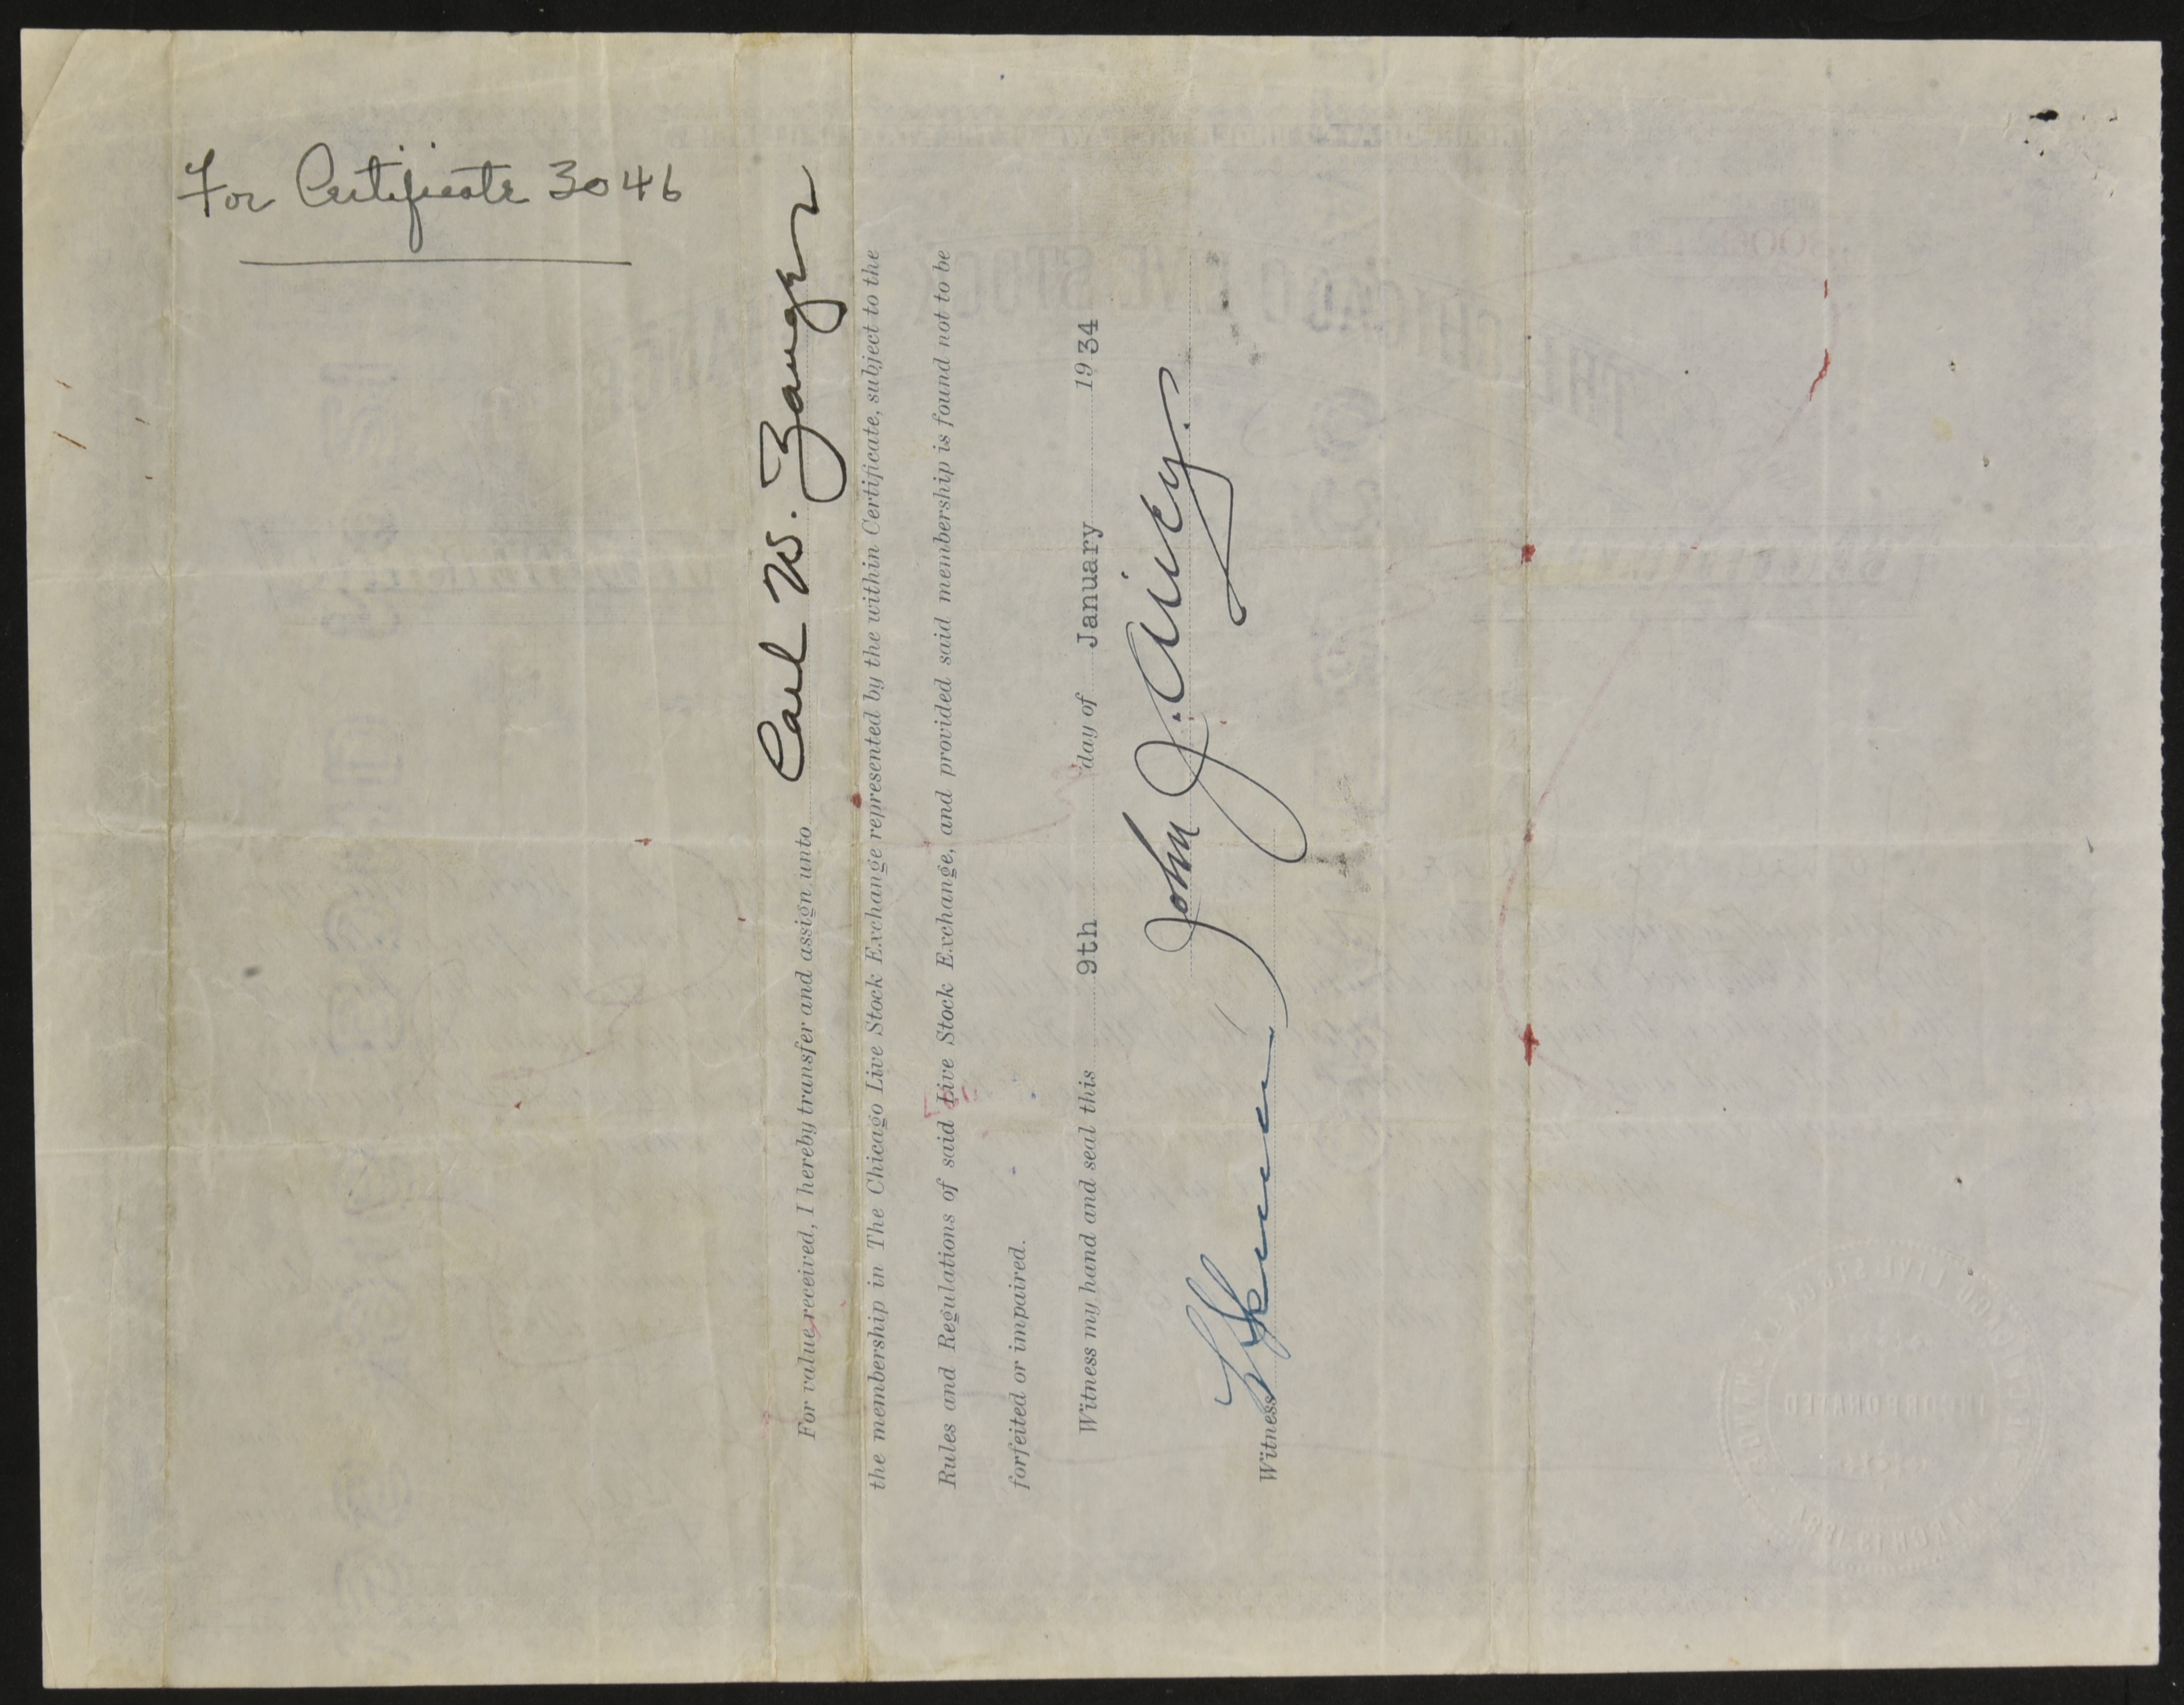 For Certificate 3046
For value received, I hereby transfer and assign unto Carl W. Zanger
the membership in The Chicago Live Stock Exchange represented by the within Certificate, subject to the
Rules and Regulations of said Live Stock Exchange, and provided said membership is found not to be
forfeited or impaired.
Witness my hand and seal this 9th day of January 1934
John J.
Witness